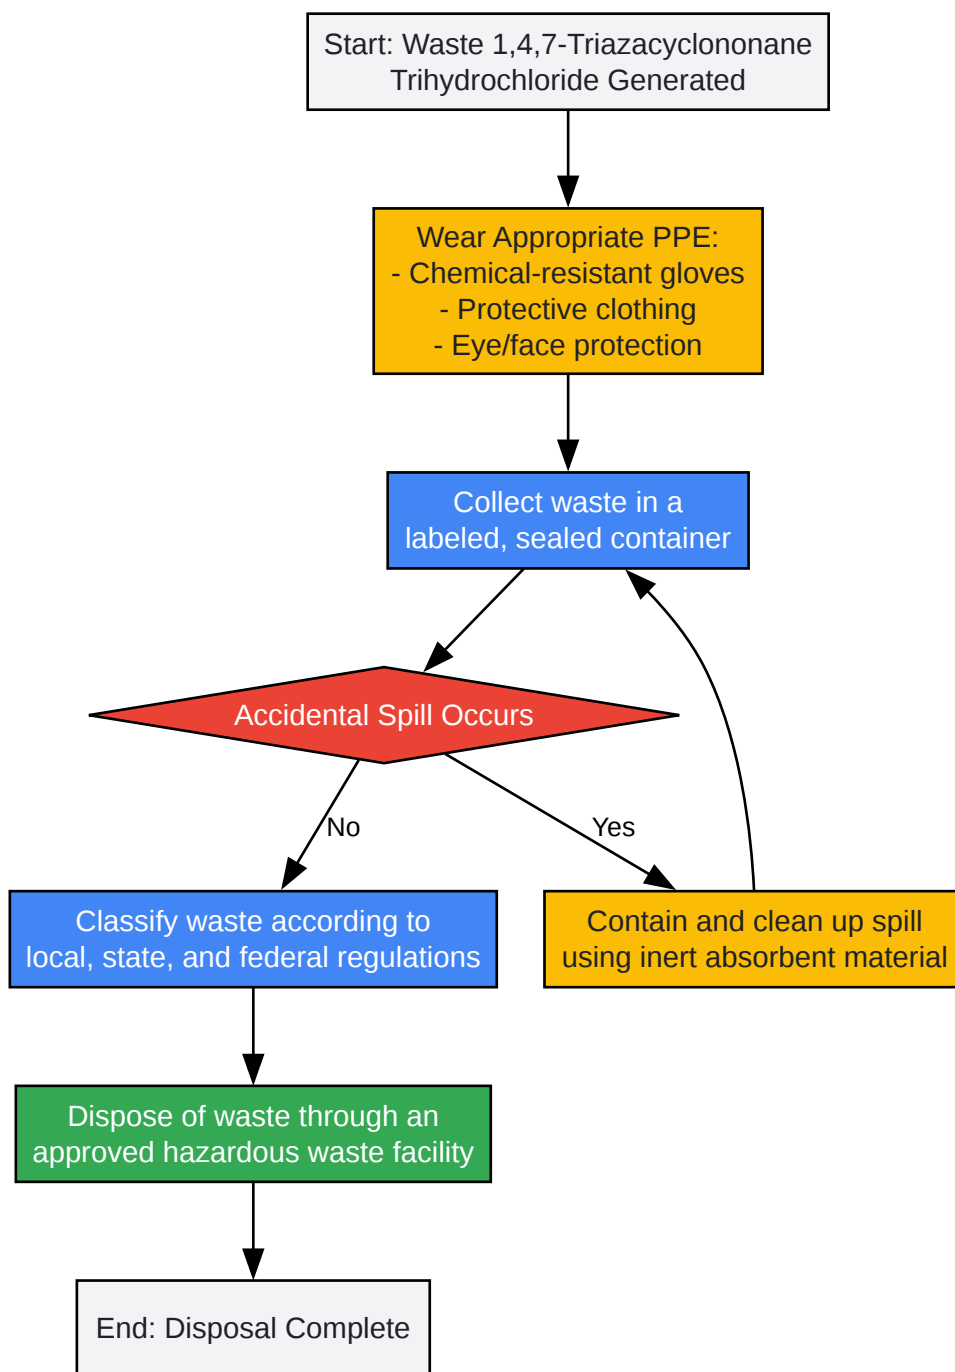 Start: Waste 1,4,7-Triazacyclononane
Trihydrochloride Generated
Wear Appropriate PPE:
- Chemical-resistant gloves
- Protective clothing
- Eye/face protection
Collect waste in a
labeled, sealed container
Accidental Spill Occurs
No
Yes
Classify waste according to
local, state, and federal regulations
Contain and clean up spill
using inert absorbent material
Dispose of waste through an
approved hazardous waste facility
End: Disposal Complete